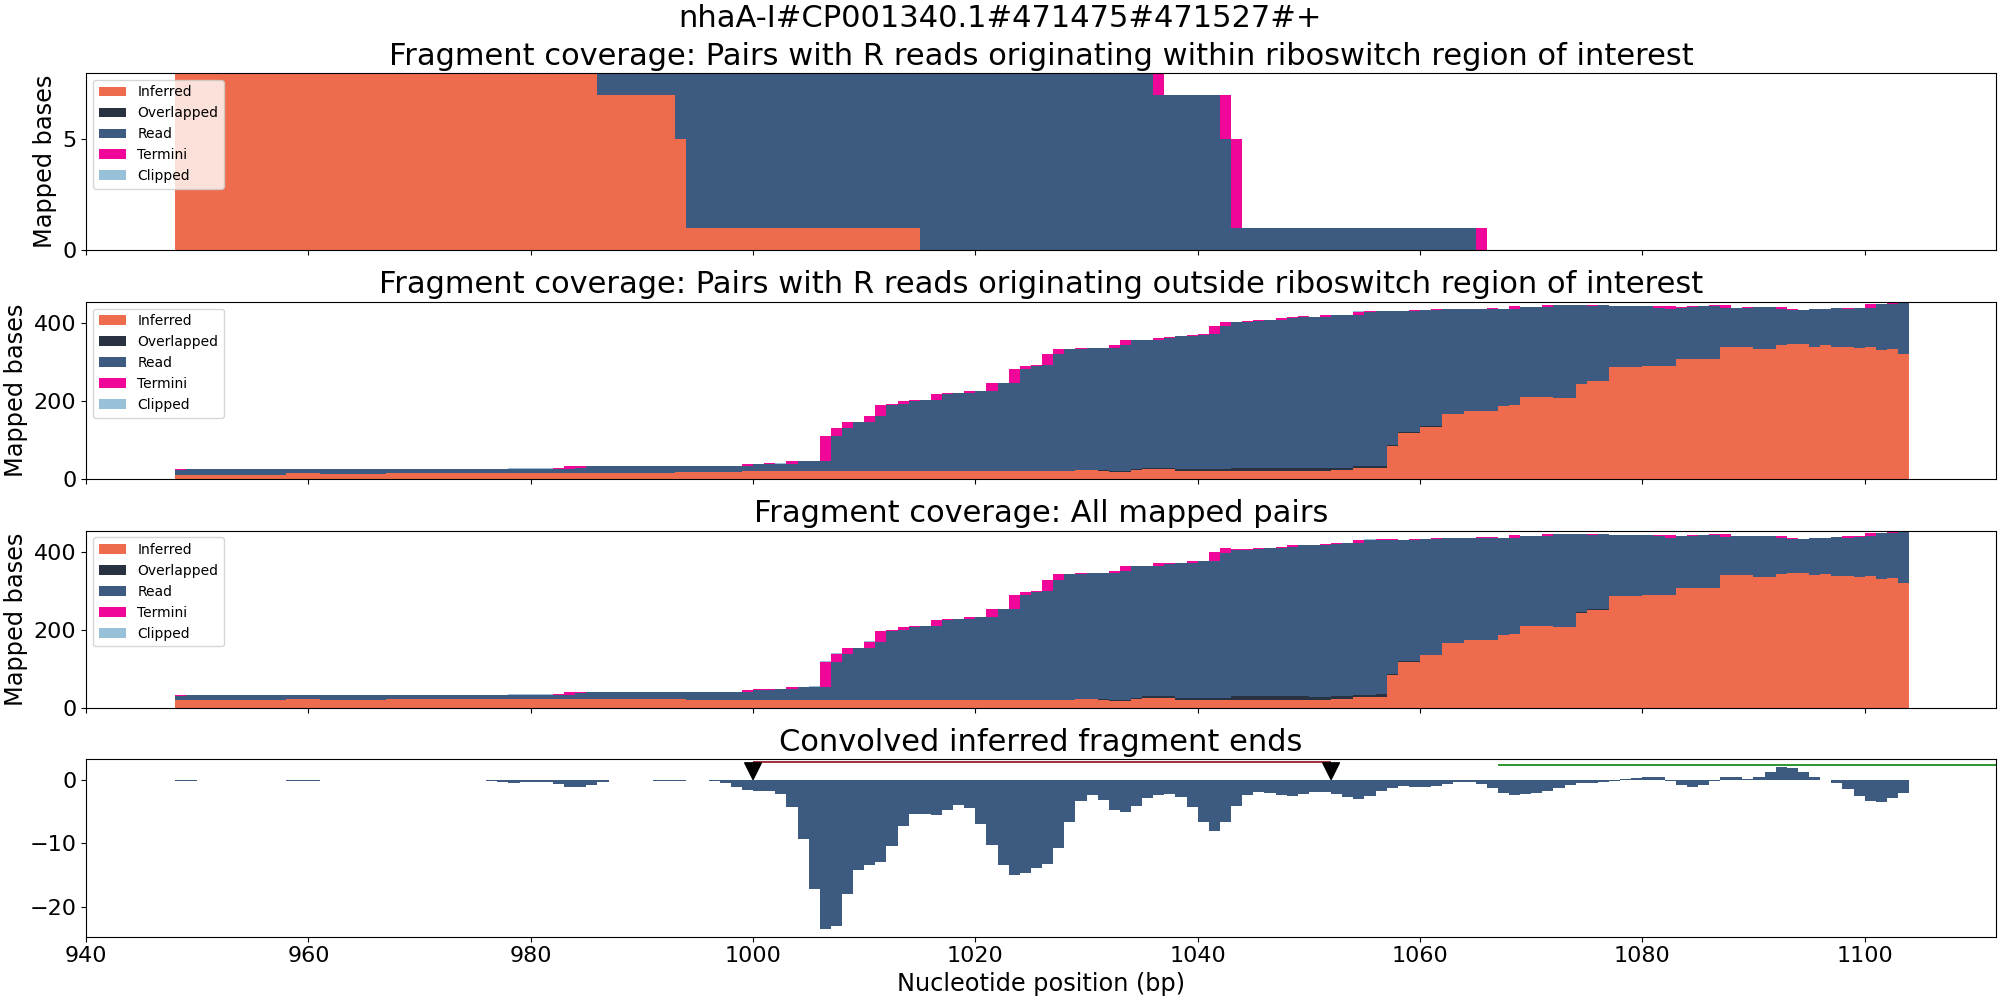 nhaA-I#CP001340.1#471475#471527#+
Fragment coverage: Pairs with R reads originating within riboswitch region of interest
Mapped bases
5
0
Inferred
Overlapped
Read
Termini
Clipped
Fragment coverage: Pairs with R reads originating outside riboswitch region of interest
Mapped bases
400
200
0
Inferred
Overlapped
Read
Termini
Clipped
Fragment coverage: All mapped pairs
Mapped bases
400
200
0
Inferred
Overlapped
Read
Termini
Clipped
Convolved inferred fragment ends
0
−10
−20
940 960 980 1000 1020 1040 1060 1080 1100
Nucleotide position (bp)